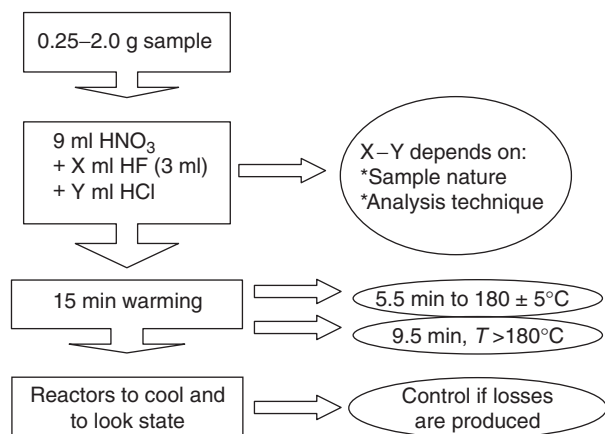 0.25–2.0 g sample
9 ml HNO₃
+ X ml HF (3 ml)
+ Y ml HCl
X–Y depends on:
*Sample nature
*Analysis technique
15 min warming
5.5 min to 180 ± 5°C
9.5 min, T >180°C
Reactors to cool and
to look state
Control if losses
are produced